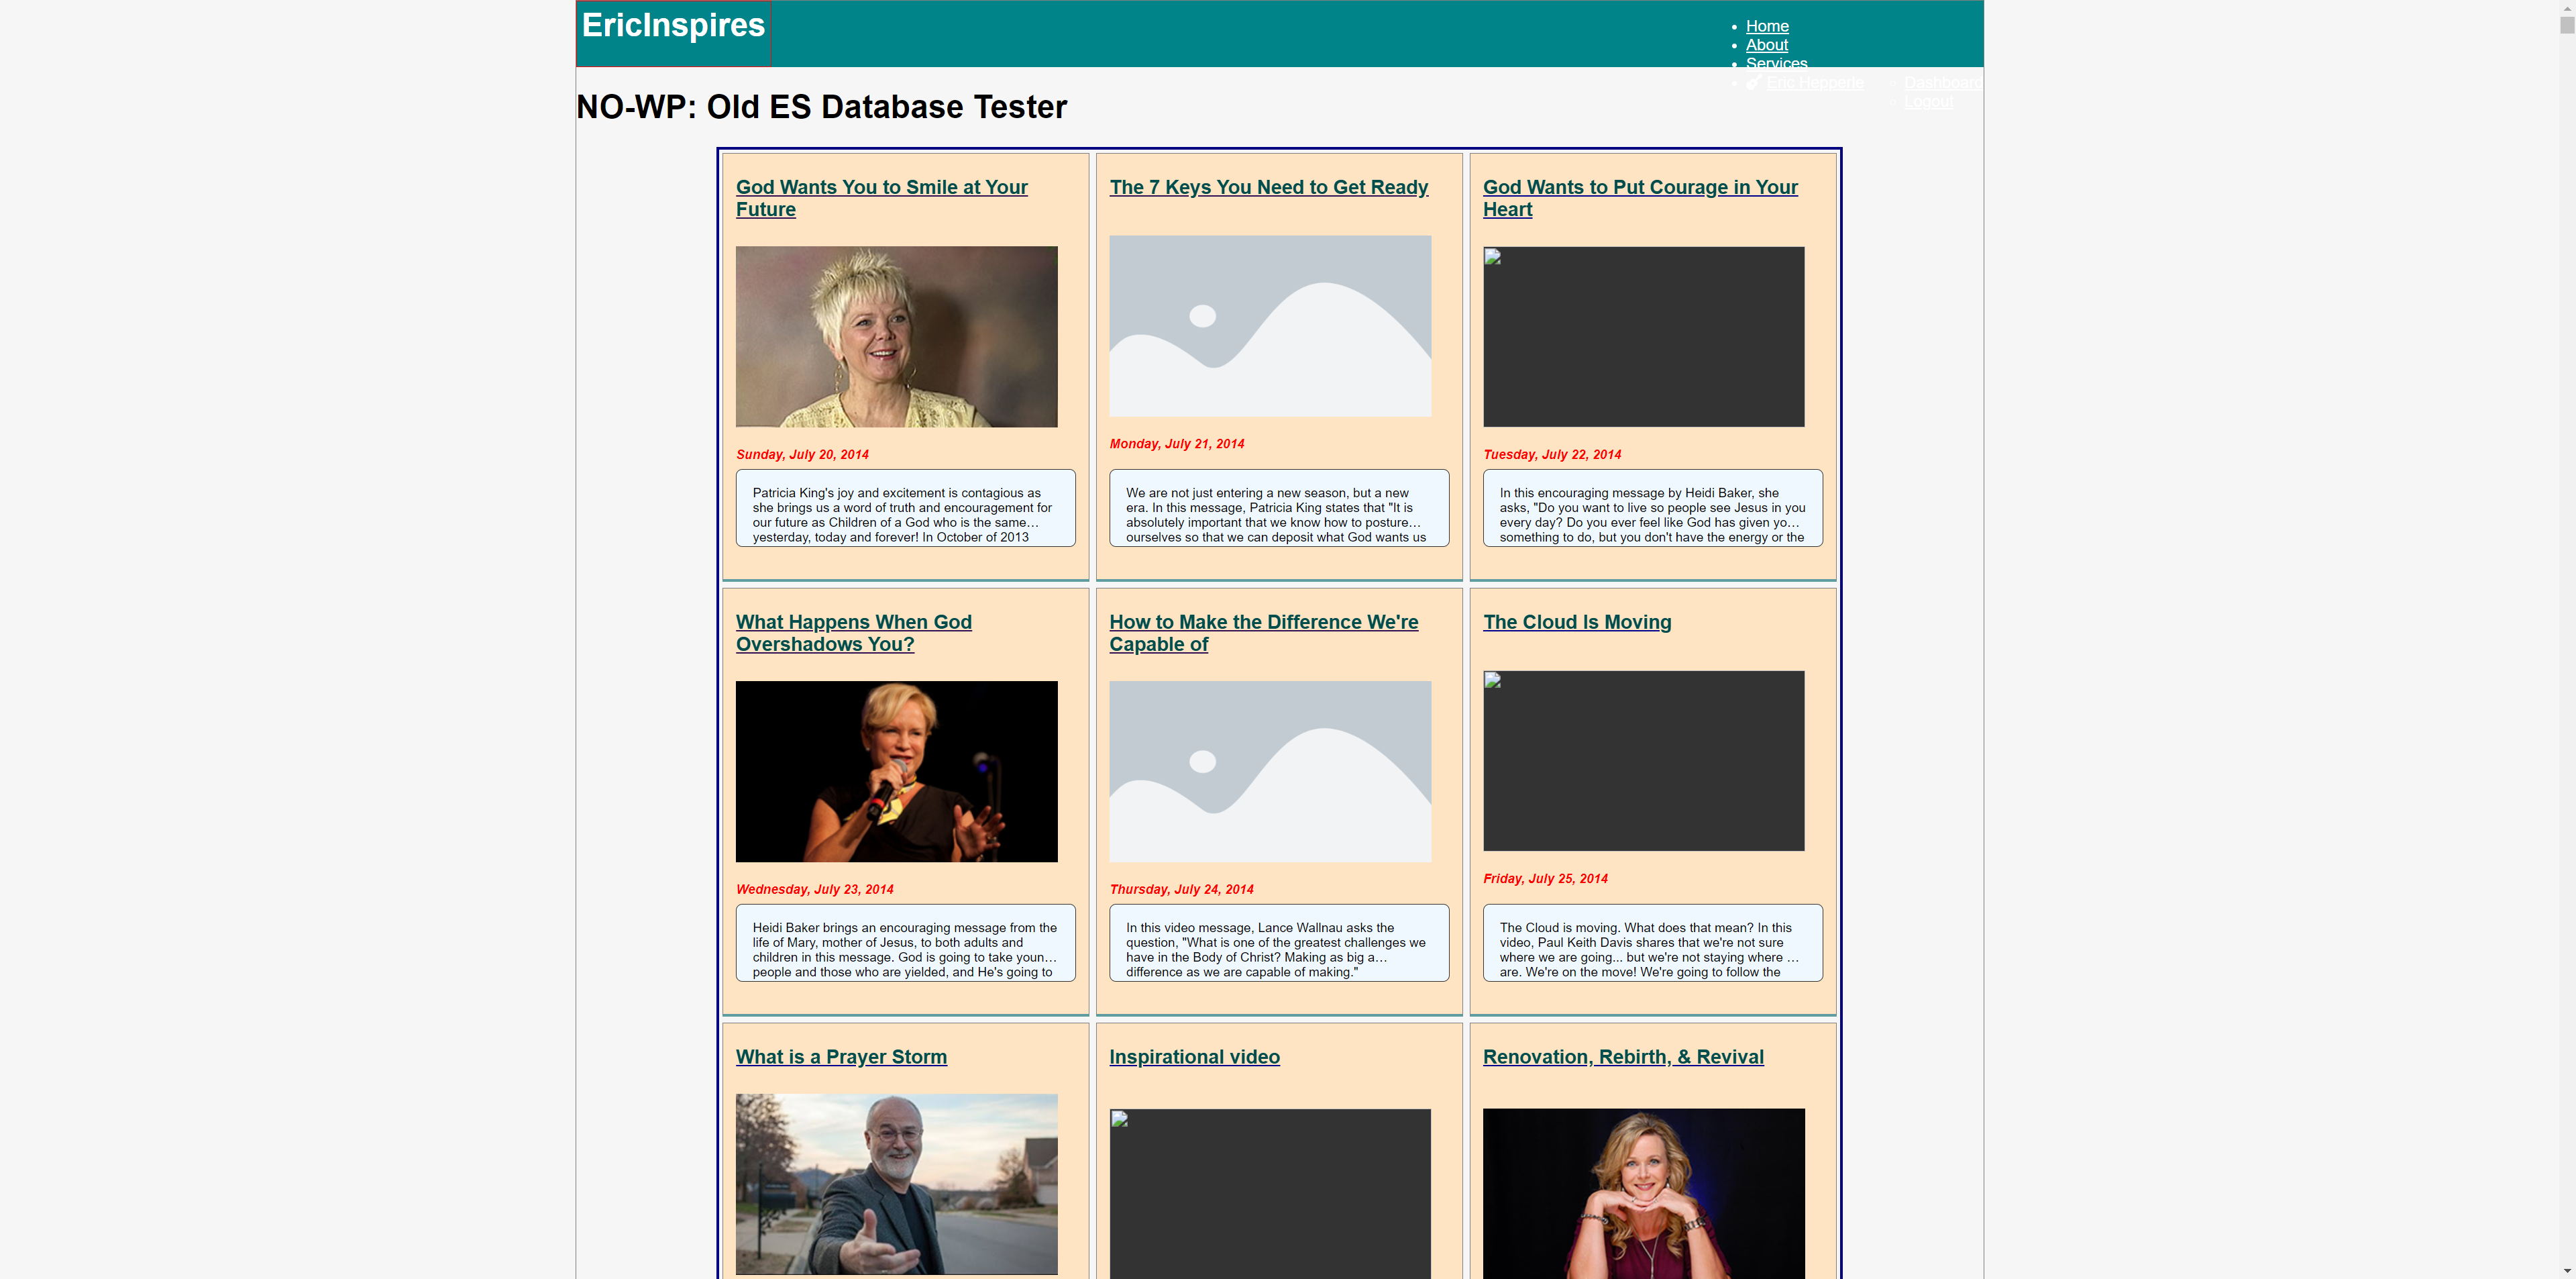 EricInspires
Home
About
Services
Eric Hepperle
Dashboard
Logout
NO-WP: Old ES Database Tester
God Wants You to Smile at Your
Future
Sunday, July 20, 2014
Patricia King's joy and excitement is contagious as
she brings us a word of truth and encouragement for
our future as Children of a God who is the same…
yesterday, today and forever! In October of 2013
The 7 Keys You Need to Get Ready
Monday, July 21, 2014
We are not just entering a new season, but a new
era. In this message, Patricia King states that "It is
absolutely important that we know how to posture…
ourselves so that we can deposit what God wants us
God Wants to Put Courage in Your
Heart
Tuesday, July 22, 2014
In this encouraging message by Heidi Baker, she
asks, "Do you want to live so people see Jesus in you
every day? Do you ever feel like God has given yo…
something to do, but you don't have the energy or the
What Happens When God
Overshadows You?
Wednesday, July 23, 2014
Heidi Baker brings an encouraging message from the
life of Mary, mother of Jesus, to both adults and
children in this message. God is going to take youn…
people and those who are yielded, and He's going to
How to Make the Difference We're
Capable of
Thursday, July 24, 2014
In this video message, Lance Wallnau asks the
question, "What is one of the greatest challenges we
have in the Body of Christ? Making as big a…
difference as we are capable of making."
The Cloud Is Moving
Friday, July 25, 2014
The Cloud is moving. What does that mean? In this
video, Paul Keith Davis shares that we're not sure
where we are going... but we're not staying where …
are. We're on the move! We're going to follow the
What is a Prayer Storm
Inspirational video
Renovation, Rebirth, & Revival